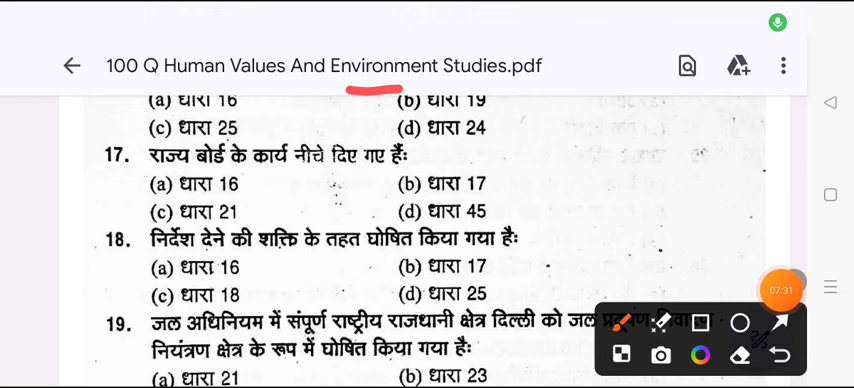 100 Q Human Values And Environment Studies.pdf
(a) धारा 16 (b) धारा 19
(c) धारा 25 (d) धारा 24
17. राज्य बोर्ड के कार्य नीचे दिए गए हैंः
(a) धारा 16 (b) धारा 17
(c) धारा 21 (d) धारा 45
18. निर्देश देने की शक्ति के तहत घोषित किया गया हैः
(a) धारा 16 (b) धारा 17
(c) धारा 18 (d) धारा 25
19. जल अधिनियम में संपूर्ण राष्ट्रीय राजधानी क्षेत्र दिल्ली को जल
नियंत्रण क्षेत्र के रूप में घोषित किया गया हैः
(a) धारा 21 (b) धारा 23
07:31